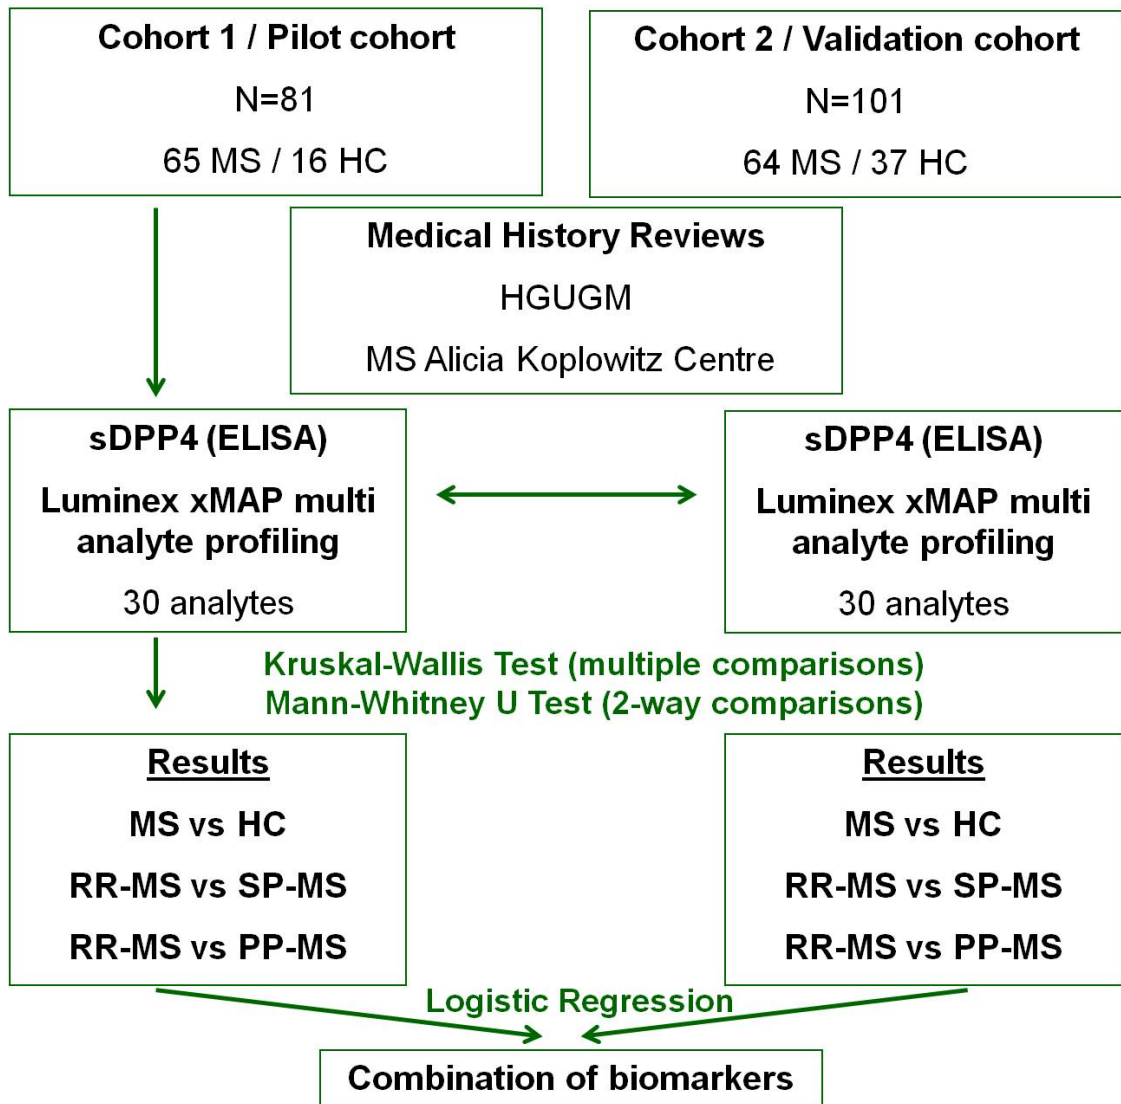 Cohort 1 / Pilot cohort
N=81
65 MS / 16 HC
Cohort 2 / Validation cohort
N=101
64 MS / 37 HC
Medical History Reviews
HGUGM
MS Alicia Koplowitz Centre
sDPP4 (ELISA)
Luminex xMAP multi
analyte profiling
30 analytes
sDPP4 (ELISA)
Luminex xMAP multi
analyte profiling
30 analytes
Kruskal-Wallis Test (multiple comparisons)
Mann-Whitney U Test (2-way comparisons)
Results
MS vs HC
RR-MS vs SP-MS
RR-MS vs PP-MS
Results
MS vs HC
RR-MS vs SP-MS
RR-MS vs PP-MS
Logistic Regression
Combination of biomarkers